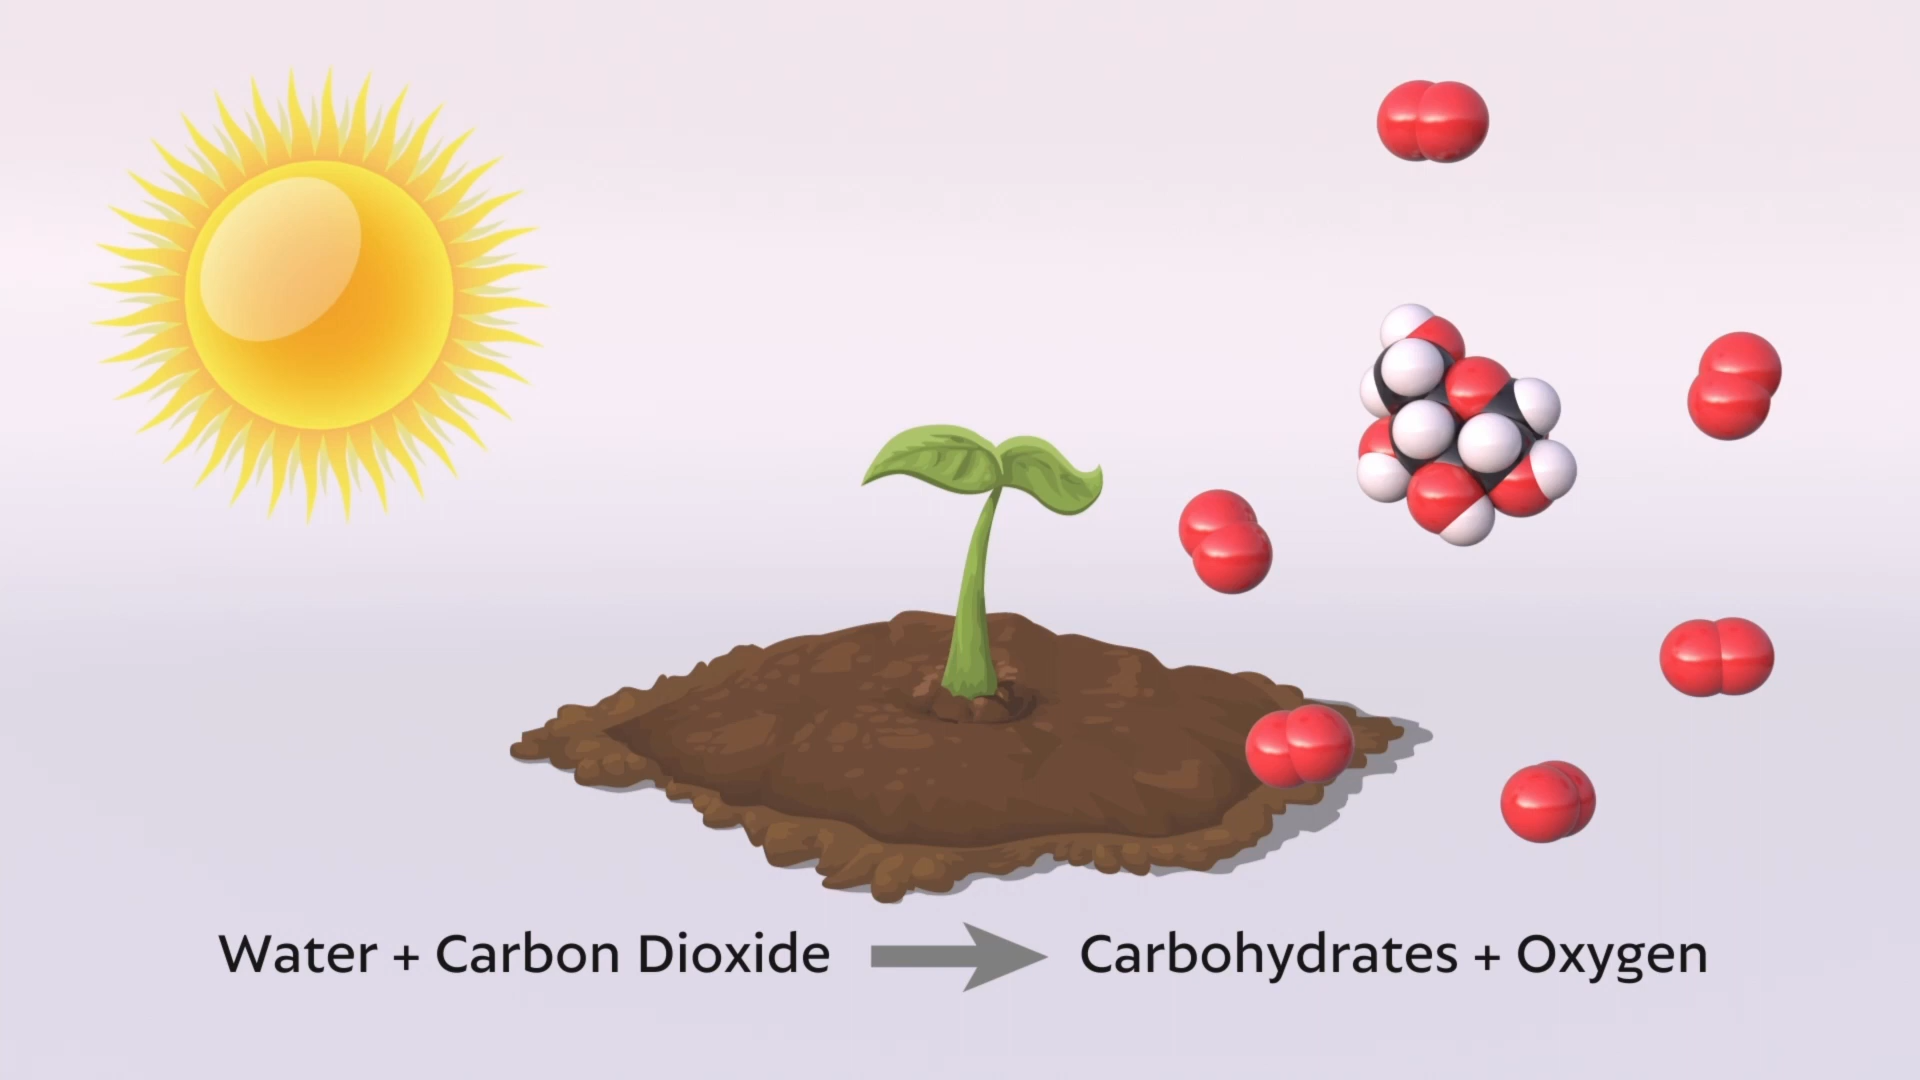 Water + Carbon Dioxide → Carbohydrates + Oxygen